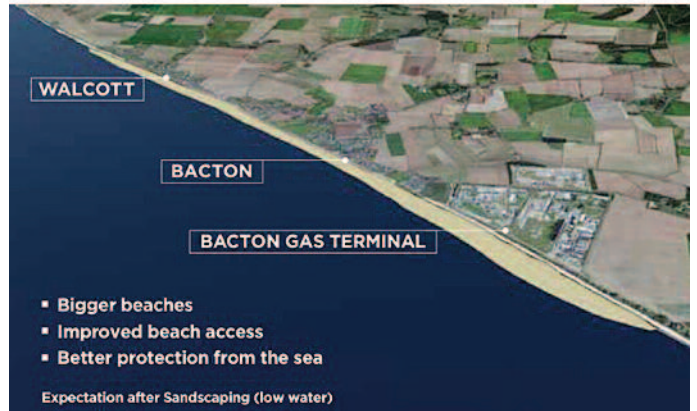 WALCOTT
BACTON
BACTON GAS TERMINAL
▪ Bigger beaches
▪ Improved beach access
▪ Better protection from the sea
Expectation after Sandscaping (low water)